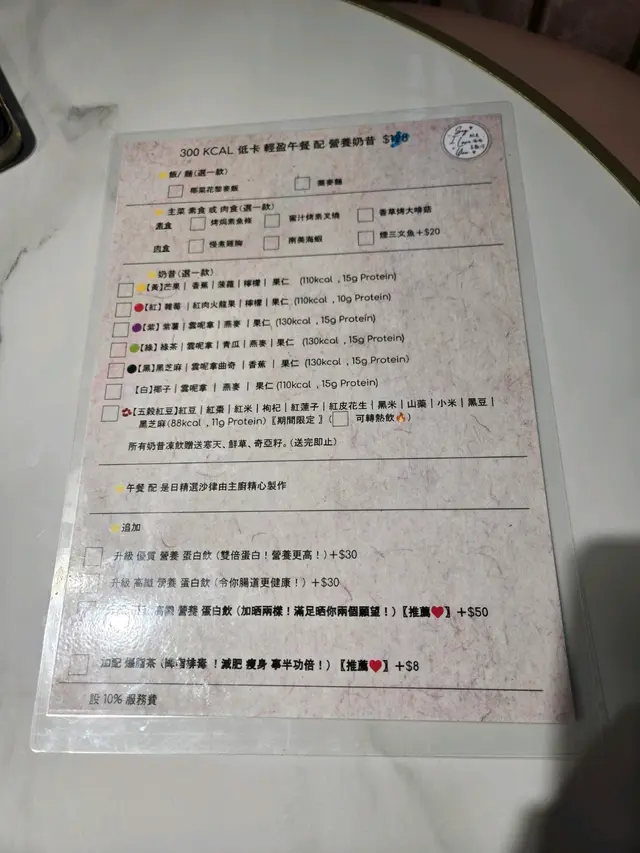 300 KCAL 低卡 輕盈午餐 配 營養奶昔
飯/ 麵(選一款)
椰菜花藜麥飯 蕎麥麵
主菜 素食 或 肉食(選一款)
素食 烤焗素魚條 蜜汁烤素叉燒 香草烤大啡菇
肉食 慢煮雞胸 南美海蝦 煙三文魚+$20
奶昔(選一款)
【黃】芒果｜香蕉｜菠蘿｜檸檬｜果仁 (110kcal , 15g Protein)
【紅】雜莓｜紅肉火龍果｜檸檬｜果仁 (110kcal , 10g Protein)
【紫】紫薯｜雲呢拿｜燕麥｜果仁 (130kcal , 15g Protein)
【綠】綠茶｜雲呢拿｜青瓜｜燕麥｜果仁 (130kcal , 15g Protein)
【黑】黑芝麻｜雲呢拿曲奇｜香蕉｜果仁 (130kcal , 15g Protein)
【白】椰子｜雲呢拿｜燕麥｜果仁 (110kcal , 15g Protein)
【五穀紅豆】紅豆｜紅棗｜紅米｜枸杞｜紅蓮子｜紅皮花生｜黑米｜山藥｜小米｜黑豆｜
黑芝麻(88kcal , 11g Protein)〖期間限定〗( 可轉熱飲🔥)
所有奶昔凍飲贈送寒天、鮮草、奇亞籽。(送完即止)
午餐 配 是日精選沙律由主廚精心製作
追加
升級 優質 營養 蛋白飲 (雙倍蛋白！營養更高！)+$30
升級 高纖 營養 蛋白飲 (令你腸道更健康！)+$30
高纖 營養 蛋白飲 (加晒兩樣！滿足晒你兩個願望！)〖推薦❤️〗+$50
加配 爆脂茶 (排毒！減肥 瘦身 事半功倍！)〖推薦❤️〗+$8
設 10% 服務費